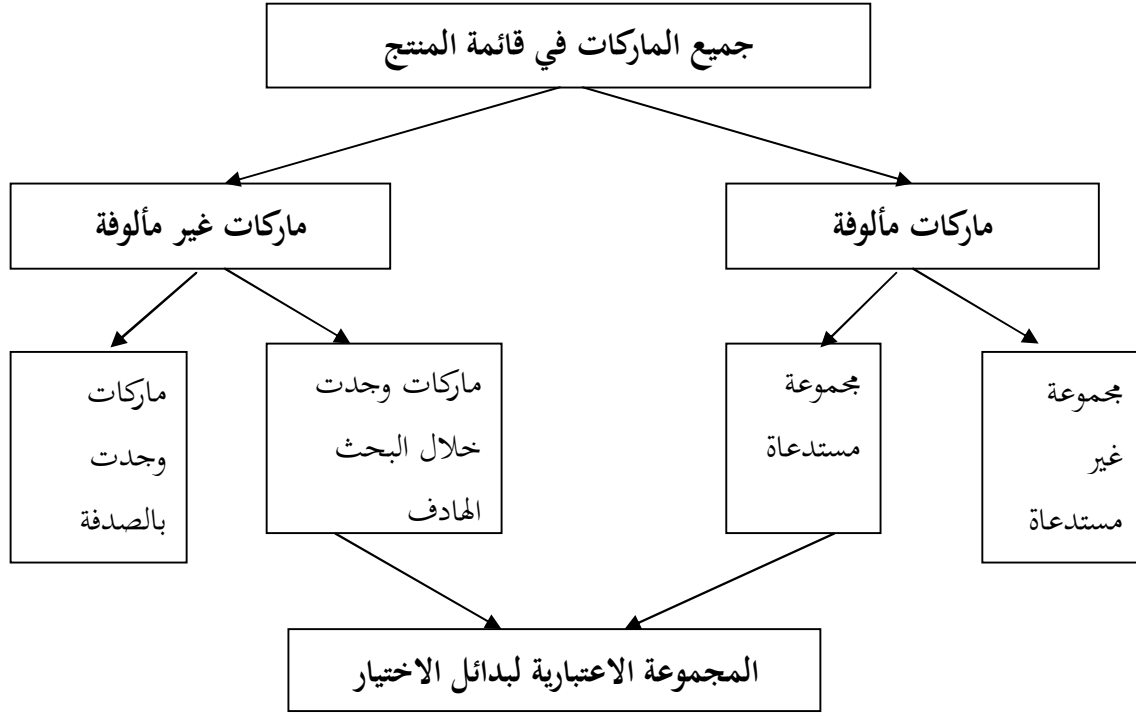 جميع الماركات في قائمة المنتج
ماركات مألوفة
ماركات غير مألوفة
مجموعة
غير
مستدعاة
مجموعة
مستدعاة
ماركات وجدت
خلال البحث
الهادف
ماركات
وجدت
بالصدفة
المجموعة الاعتبارية لبدائل الاختيار